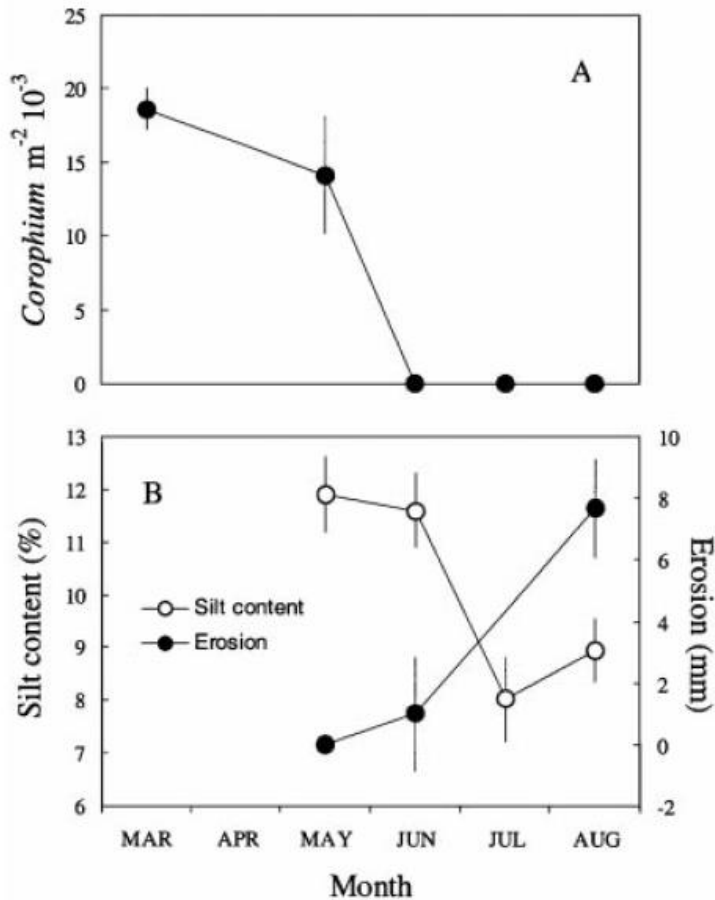 25
20
15
10
5
0
Corophium m⁻² 10⁻³
A
13
12
11
10
9
8
7
6
Silt content (%)
B
Silt content
Erosion
10
8
6
4
2
0
-2
Erosion (mm)
MAR APR MAY JUN JUL AUG
Month